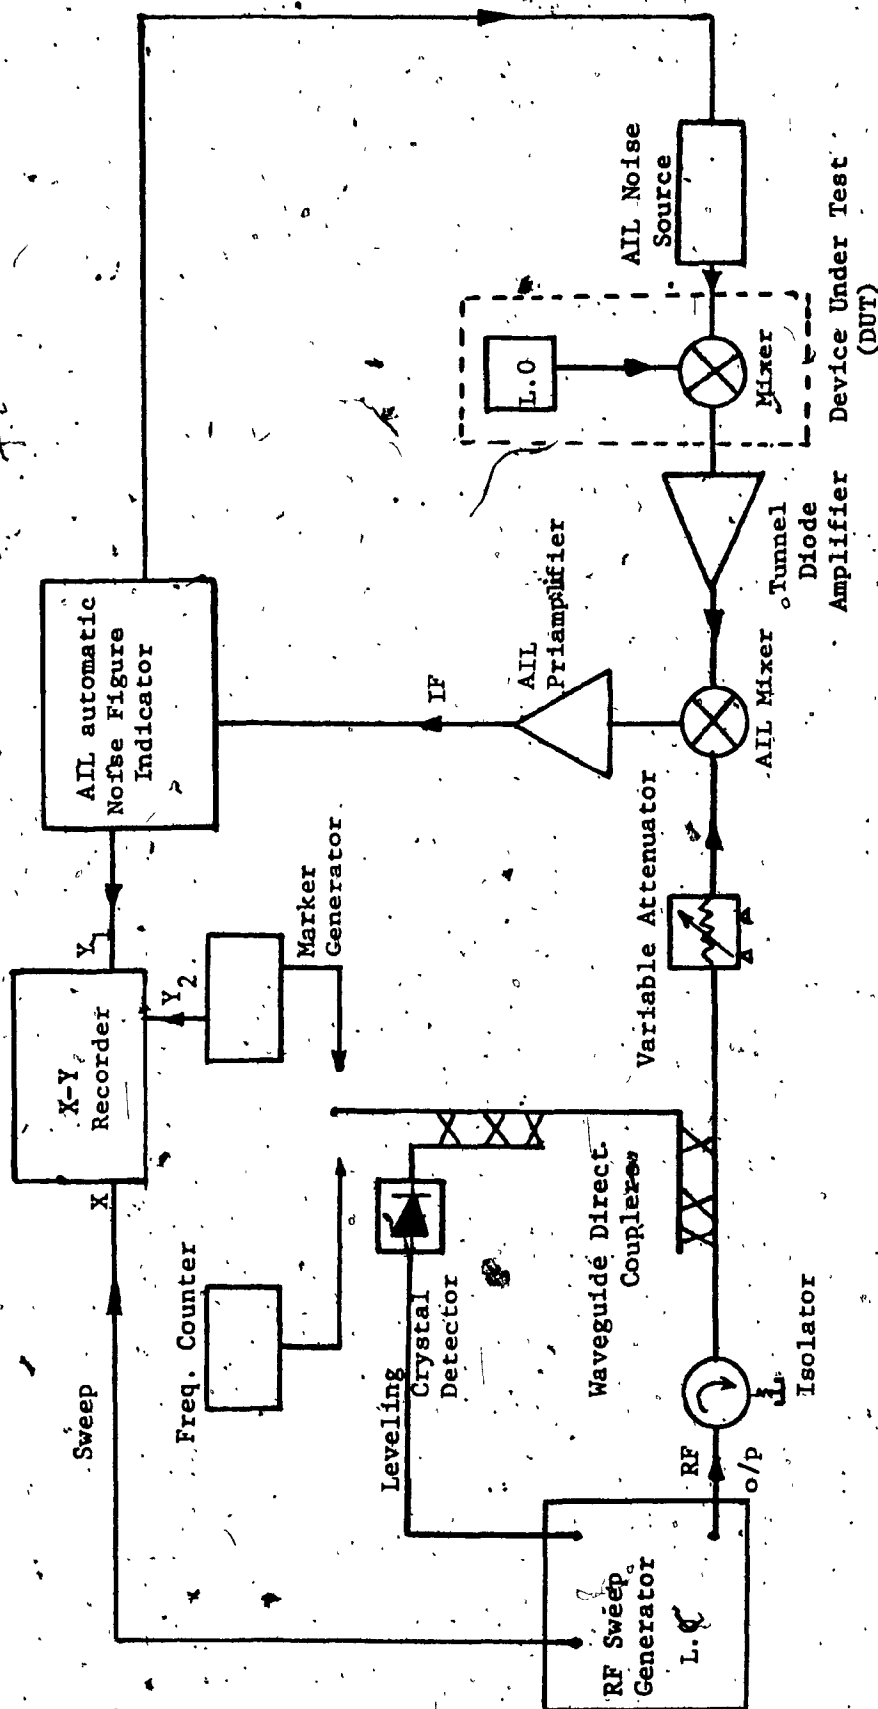 Sweep
X
X-Y
Recorder
Y1
Y2
AIL automatic
Noise Figure
Indicator
Freq. Counter
Marker
Generator
Leveling
Crystal
Detector
IF
AIL
Priamplifier
L.O
AIL Noise
Source
Waveguide Direct.
Couplers
Variable Attenuator
AIL Mixer
Tunnel
Diode
Amplifier
Mixer
Device Under Test
(DUT)
RF Sweep
Generator
RF
o/p
Isolator